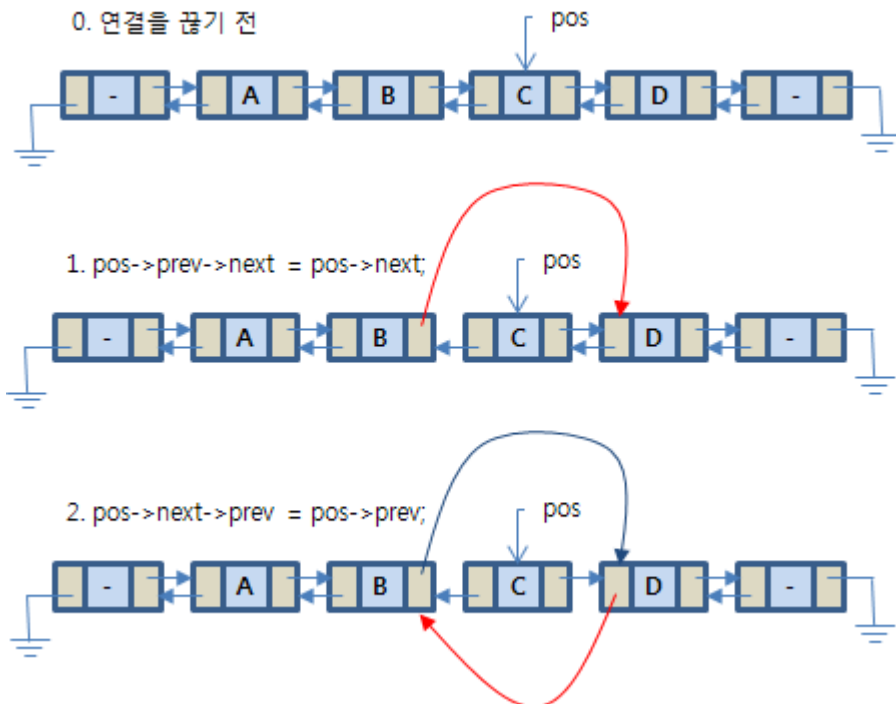 0. 연결을 끊기 전
pos
- A B C D -
1. pos->prev->next = pos->next;
pos
- A B C D -
2. pos->next->prev = pos->prev;
pos
- A B C D -